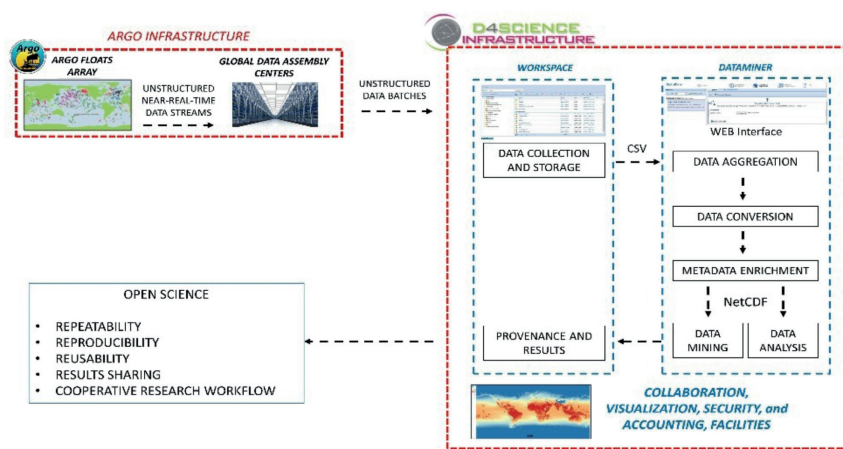 ARGO INFRASTRUCTURE
Argo
ARGO FLOATS
ARRAY
UNSTRUCTURED
NEAR-REAL-TIME
DATA STREAMS
GLOBAL DATA ASSEMBLY
CENTERS
UNSTRUCTURED
DATA BATCHES
D4SCIENCE
INFRASTRUCTURE
WORKSPACE
DATA COLLECTION
AND STORAGE
CSV
DATAMINER
WEB Interface
DATA AGGREGATION
DATA CONVERSION
METADATA ENRICHMENT
NetCDF
DATA
MINING
DATA
ANALYSIS
PROVENANCE AND
RESULTS
COLLABORATION,
VISUALIZATION, SECURITY, and
ACCOUNTING, FACILITIES
OPEN SCIENCE
• REPEATABILITY
• REPRODUCIBILITY
• REUSABILITY
• RESULTS SHARING
• COOPERATIVE RESEARCH WORKFLOW